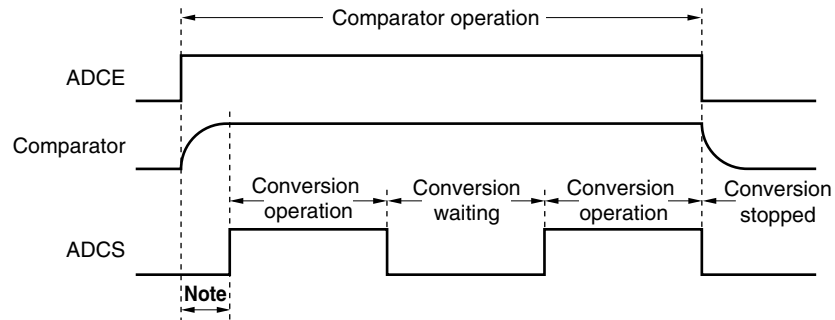 Comparator operation
ADCE
Comparator
Conversion operation
Conversion waiting
Conversion operation
Conversion stopped
ADCS
Note